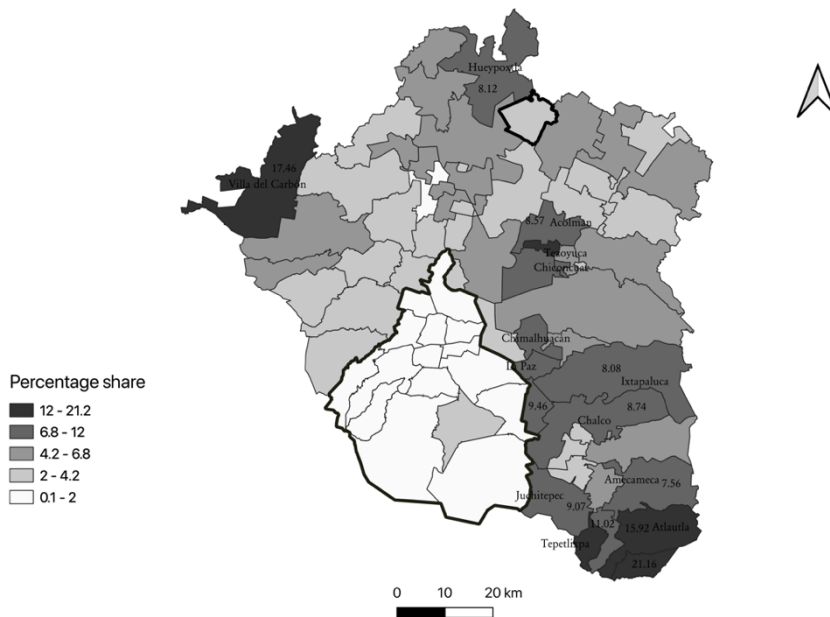 Hueypoxtla
8.12
17.46
Villa del Carbón
8.57 Acolman
Tezoyuca
Chiconcuac
Chimalhuacán
La Paz
8.08
Ixtapaluca
9.46
8.74
Chalco
Amecameca 7.56
Juchitepec
9.07
11.02
15.92 Atlautla
Tepetlixpa
21.16
Percentage share
12 - 21.2
6.8 - 12
4.2 - 6.8
2 - 4.2
0.1 - 2
0 10 20 km